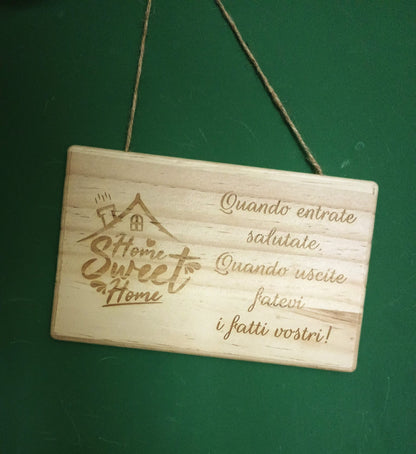 Home
Sweet
Home
Quando entrate
salutate.
Quando uscite
fatevi
i fatti vostri!